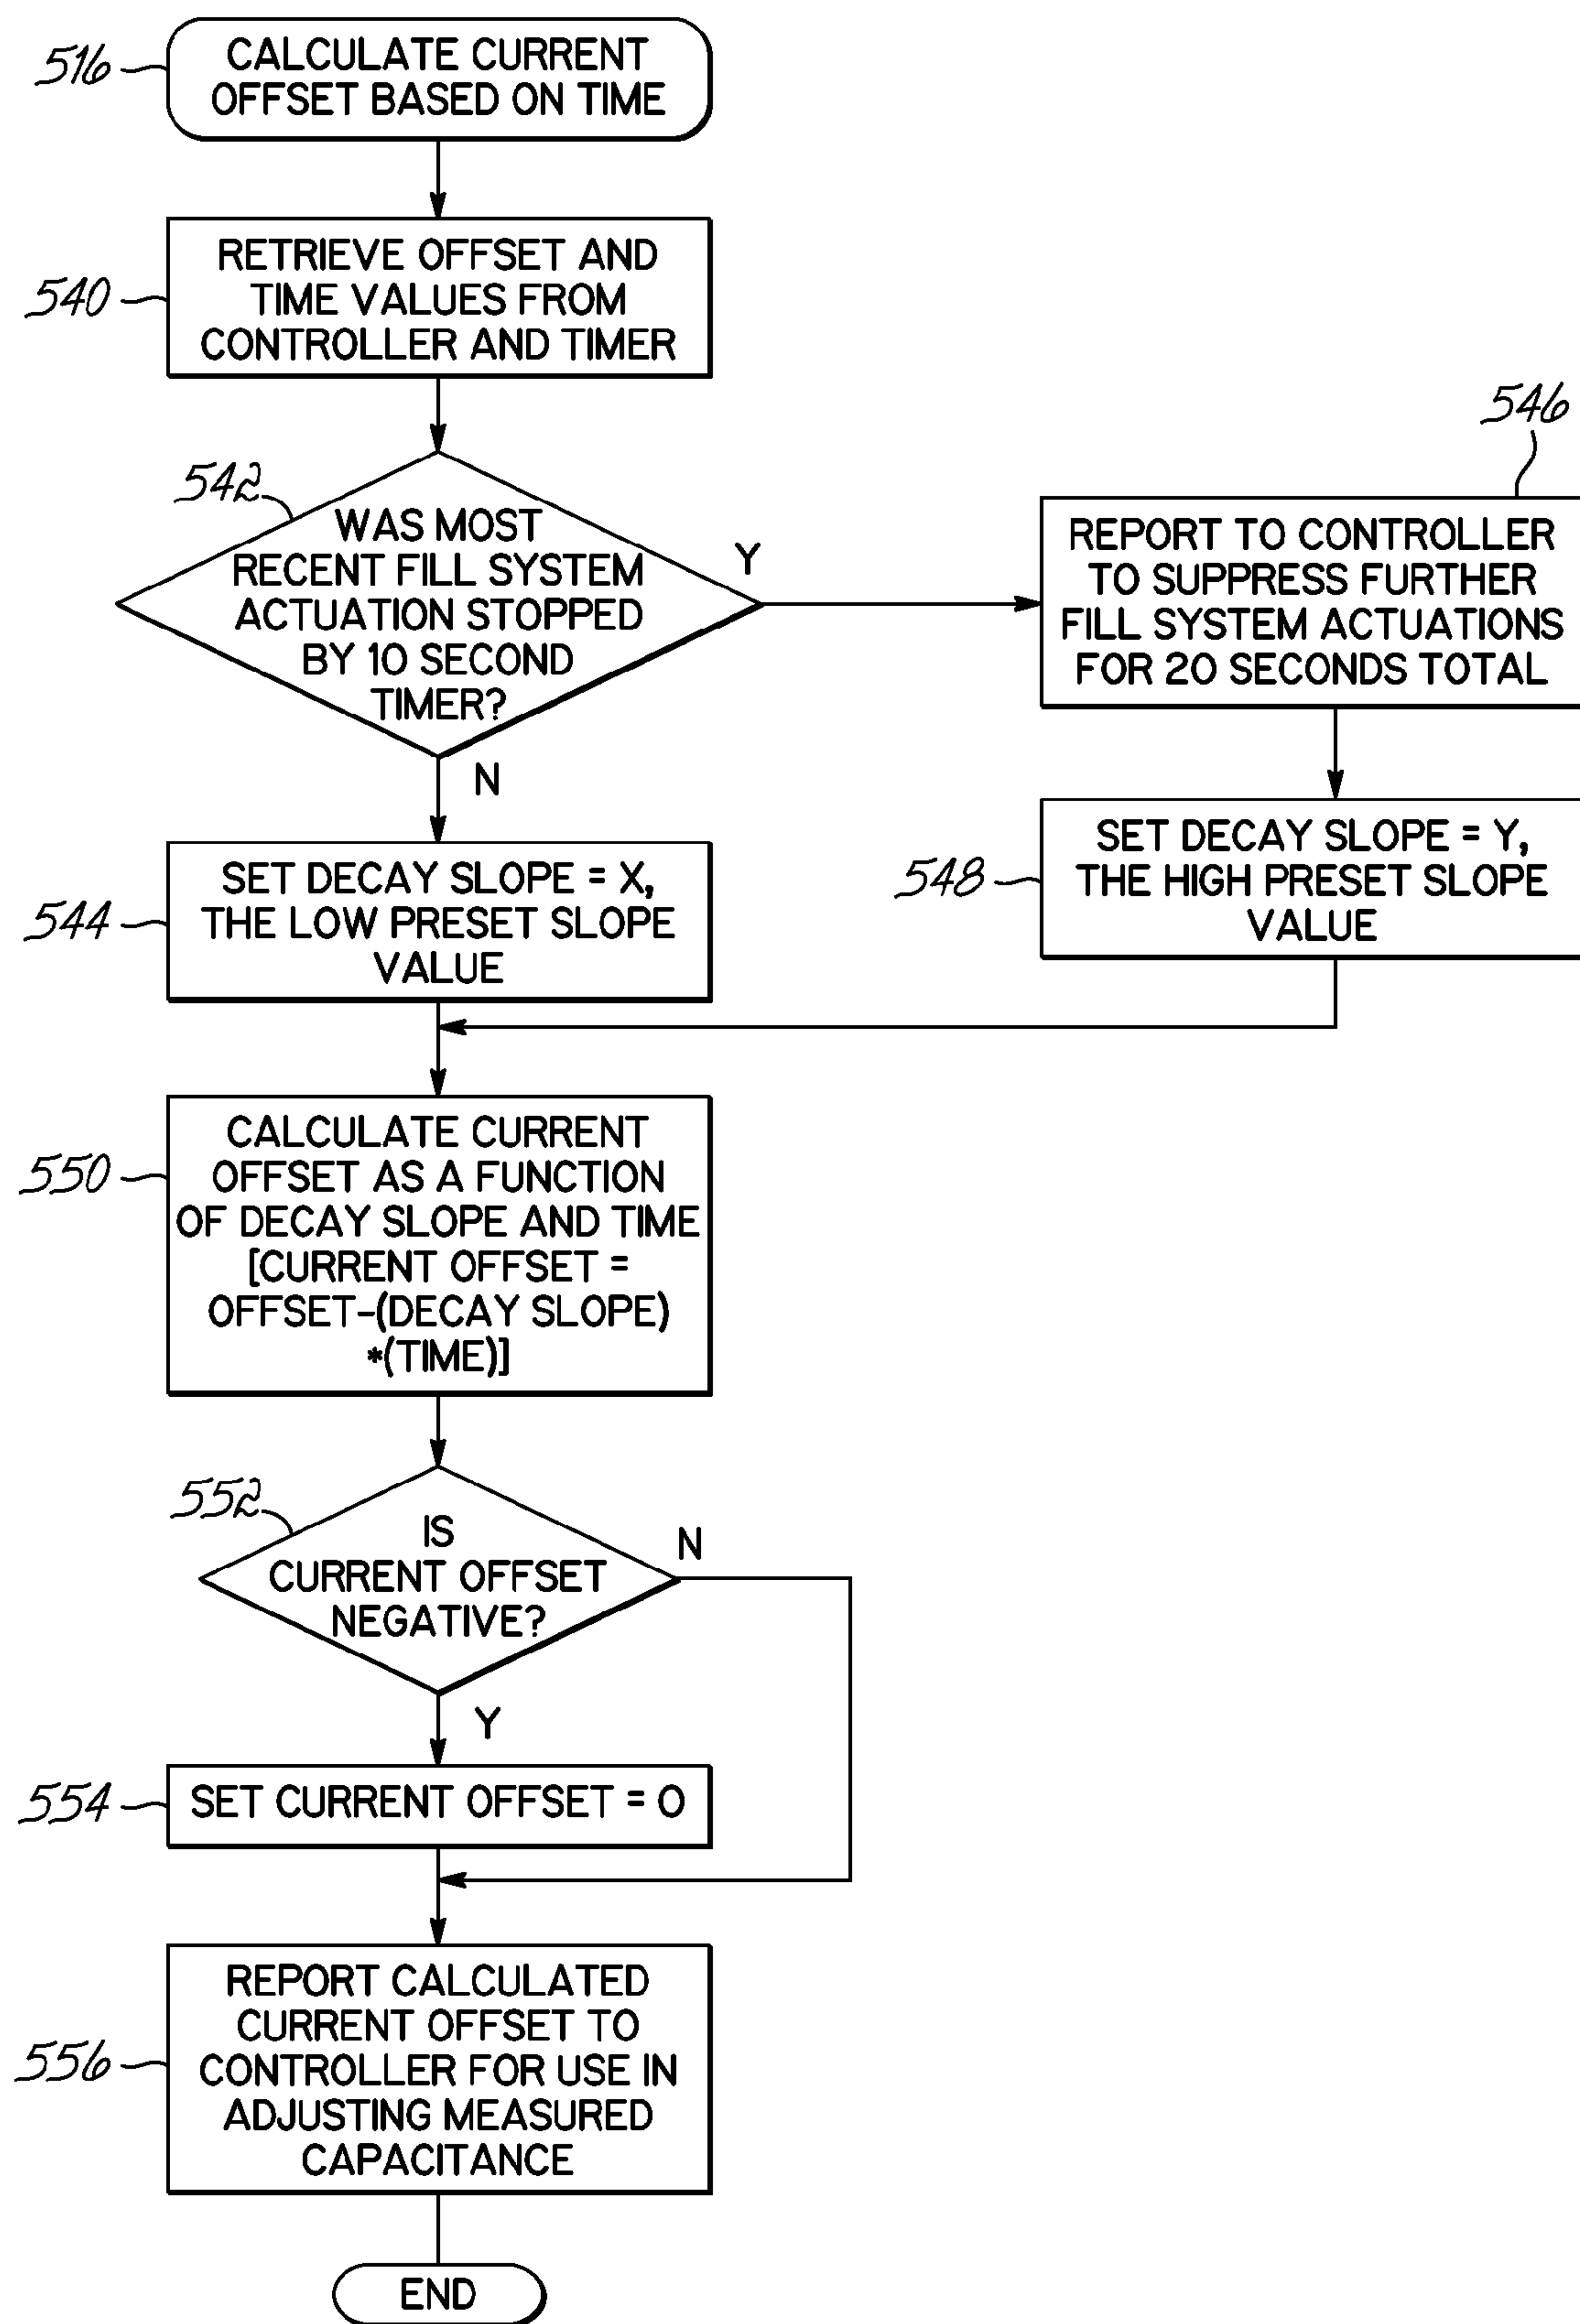 516
CALCULATE CURRENT
OFFSET BASED ON TIME
540
RETRIEVE OFFSET AND
TIME VALUES FROM
CONTROLLER AND TIMER
542
WAS MOST
RECENT FILL SYSTEM
ACTUATION STOPPED
BY 10 SECOND
TIMER?
Y
N
546
REPORT TO CONTROLLER
TO SUPPRESS FURTHER
FILL SYSTEM ACTUATIONS
FOR 20 SECONDS TOTAL
544
SET DECAY SLOPE = X,
THE LOW PRESET SLOPE
VALUE
548
SET DECAY SLOPE = Y,
THE HIGH PRESET SLOPE
VALUE
550
CALCULATE CURRENT
OFFSET AS A FUNCTION
OF DECAY SLOPE AND TIME
[CURRENT OFFSET =
OFFSET-(DECAY SLOPE)
*(TIME)]
552
IS
CURRENT OFFSET
NEGATIVE?
N
Y
554
SET CURRENT OFFSET = 0
556
REPORT CALCULATED
CURRENT OFFSET TO
CONTROLLER FOR USE IN
ADJUSTING MEASURED
CAPACITANCE
END